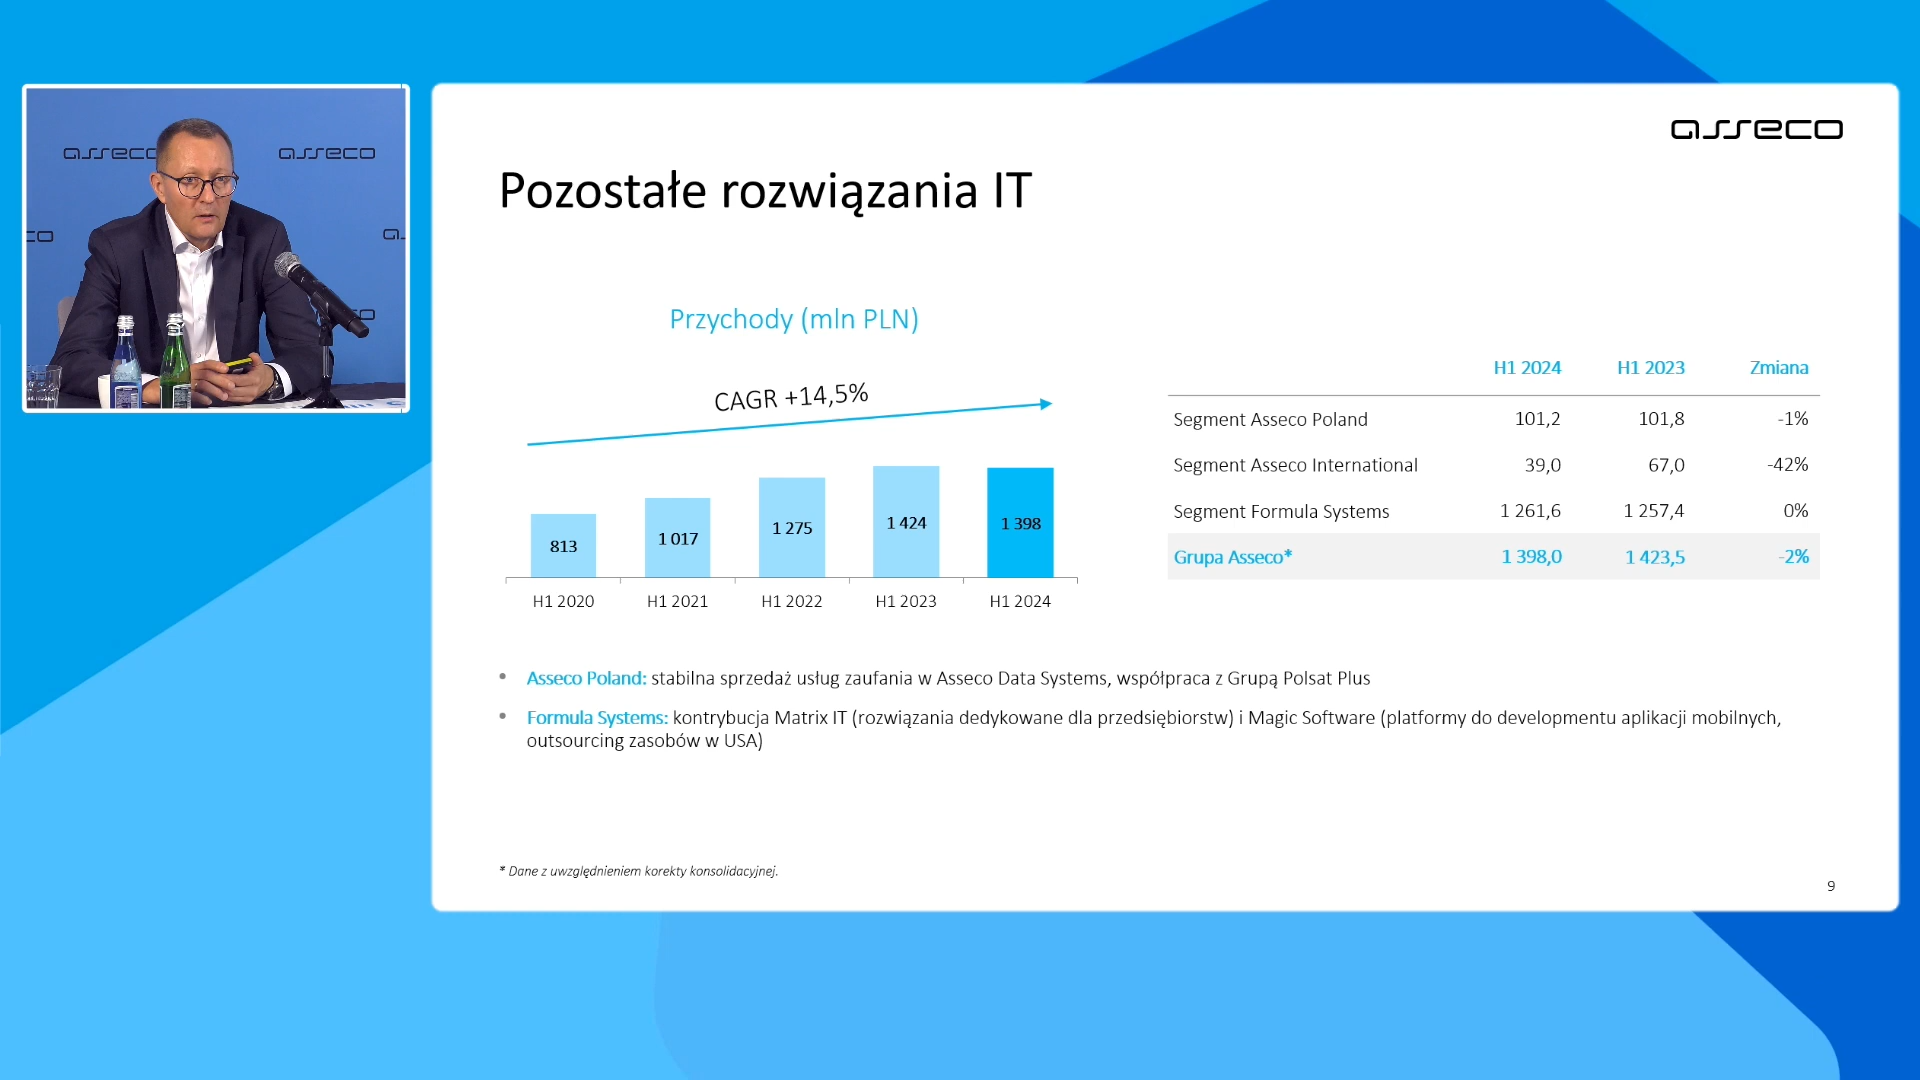 asseco
asseco
co
a
co
asseco
Pozostałe rozwiązania IT
Przychody (mln PLN)
CAGR +14,5%
813
1 017
1 275
1 424
1 398
H1 2020
H1 2021
H1 2022
H1 2023
H1 2024
H1 2024 H1 2023 Zmiana
Segment Asseco Poland 101,2 101,8 -1%
Segment Asseco International 39,0 67,0 -42%
Segment Formula Systems 1 261,6 1 257,4 0%
Grupa Asseco* 1 398,0 1 423,5 -2%
• Asseco Poland: stabilna sprzedaż usług zaufania w Asseco Data Systems, współpraca z Grupą Polsat Plus
• Formula Systems: kontrybucja Matrix IT (rozwiązania dedykowane dla przedsiębiorstw) i Magic Software (platformy do developmentu aplikacji mobilnych,
outsourcing zasobów w USA)
* Dane z uwzględnieniem korekty konsolidacyjnej.
9